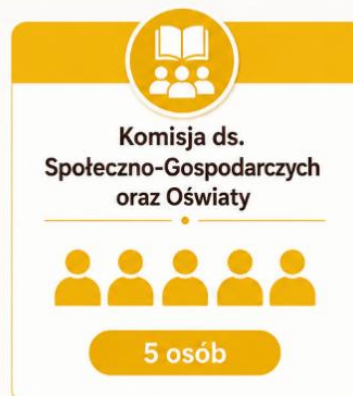 Komisja ds.
Społeczno-Gospodarczych
oraz Oświaty
5 osób